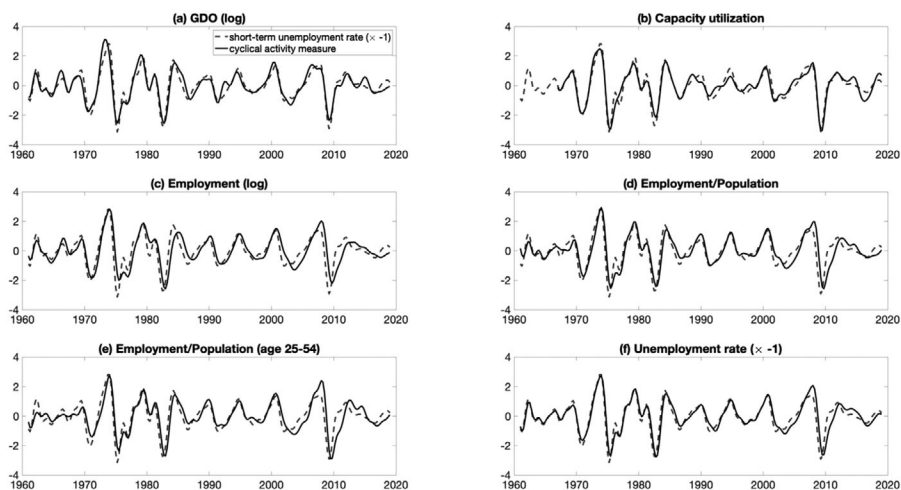 (a) GDO (log)
short-term unemployment rate (× -1)
cyclical activity measure
4
2
0
-2
-4
1960 1970 1980 1990 2000 2010 2020
(b) Capacity utilization
4
2
0
-2
-4
1960 1970 1980 1990 2000 2010 2020
(c) Employment (log)
4
2
0
-2
-4
1960 1970 1980 1990 2000 2010 2020
(d) Employment/Population
4
2
0
-2
-4
1960 1970 1980 1990 2000 2010 2020
(e) Employment/Population (age 25-54)
4
2
0
-2
-4
1960 1970 1980 1990 2000 2010 2020
(f) Unemployment rate (× -1)
4
2
0
-2
-4
1960 1970 1980 1990 2000 2010 2020